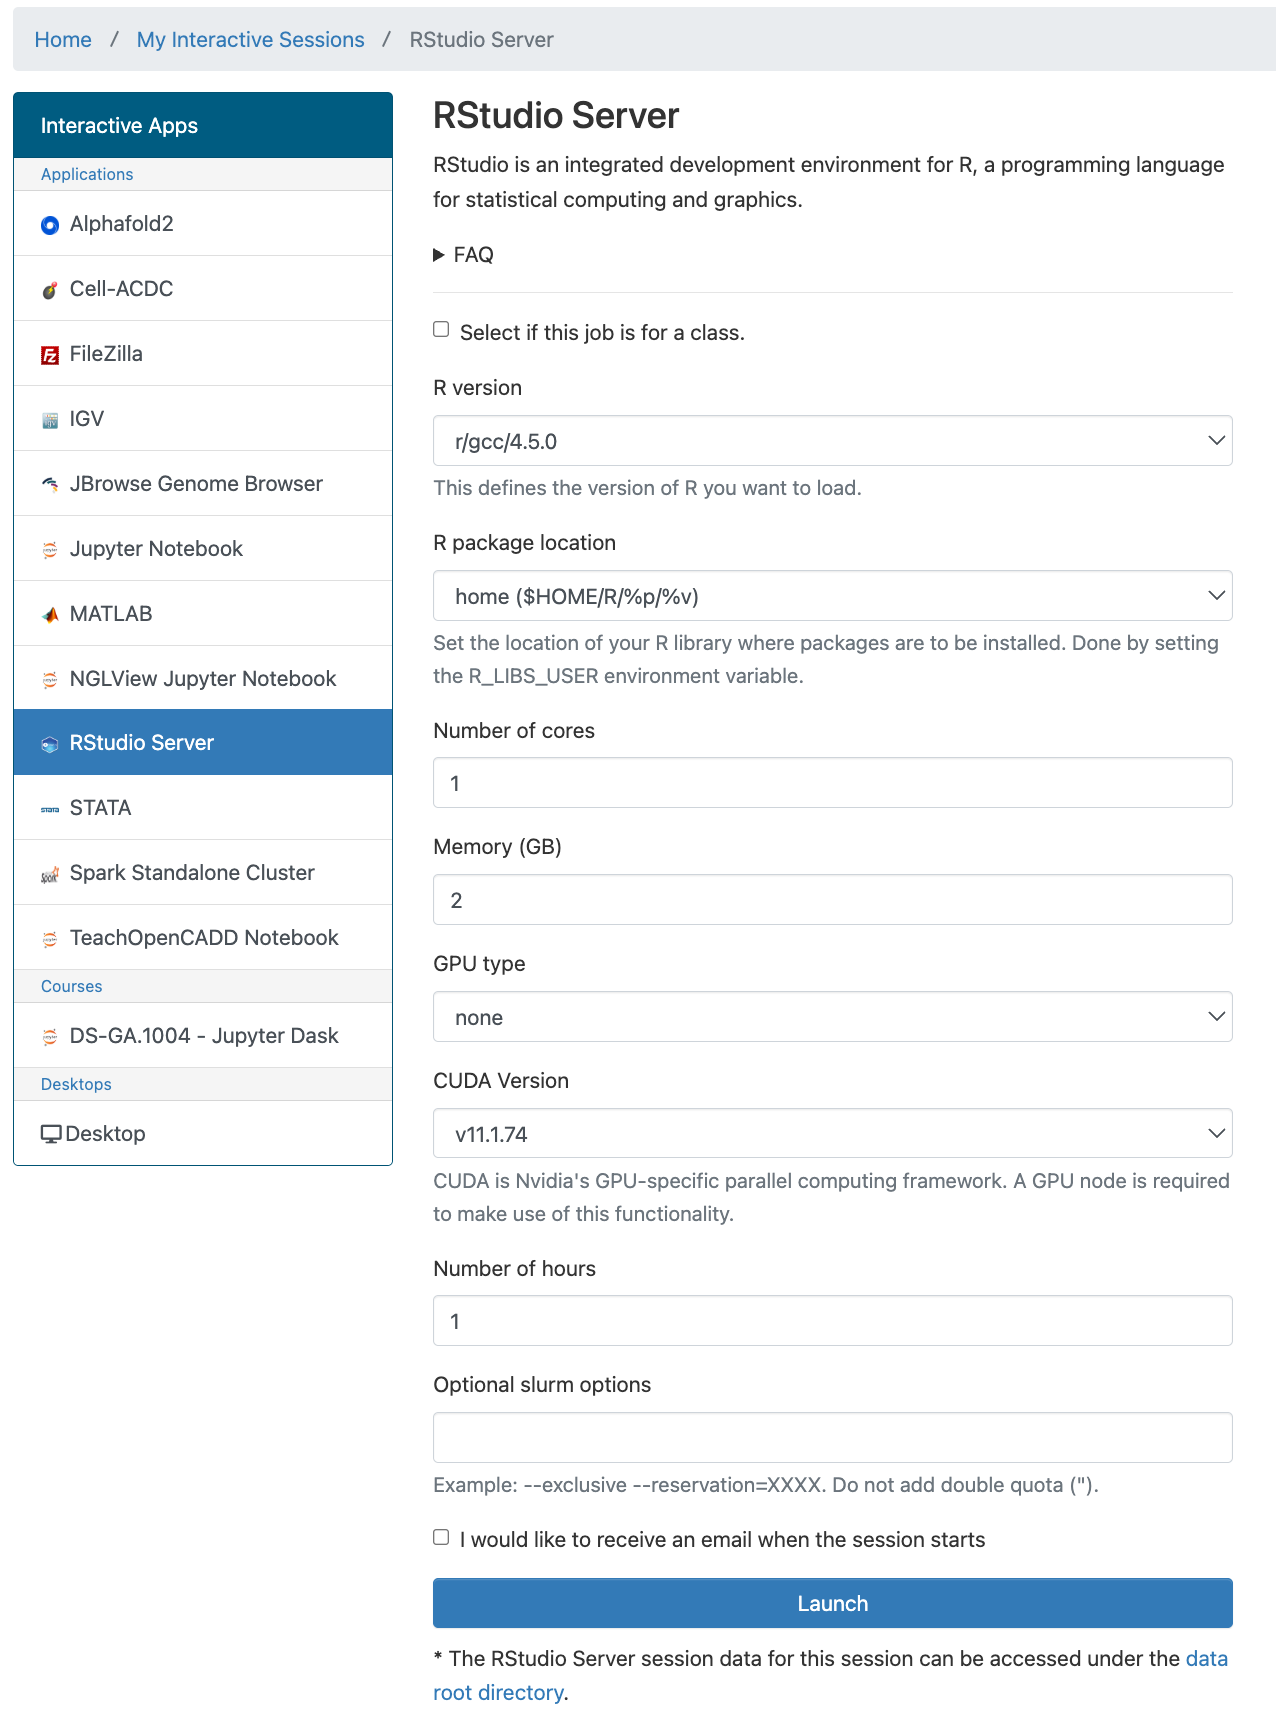 Home / My Interactive Sessions / RStudio Server
Interactive Apps
Applications
Alphafold2
Cell-ACDC
FileZilla
IGV
JBrowse Genome Browser
Jupyter Notebook
MATLAB
NGLView Jupyter Notebook
RStudio Server
STATA
Spark Standalone Cluster
TeachOpenCADD Notebook
Courses
DS-GA.1004 - Jupyter Dask
Desktops
Desktop
RStudio Server
RStudio is an integrated development environment for R, a programming language
for statistical computing and graphics.
FAQ
Select if this job is for a class.
R version
r/gcc/4.5.0
This defines the version of R you want to load.
R package location
home ($HOME/R/%p/%v)
Set the location of your R library where packages are to be installed. Done by setting
the R_LIBS_USER environment variable.
Number of cores
1
Memory (GB)
2
GPU type
none
CUDA Version
v11.1.74
CUDA is Nvidia's GPU-specific parallel computing framework. A GPU node is required
to make use of this functionality.
Number of hours
1
Optional slurm options
Example: --exclusive --reservation=XXXX. Do not add double quota (").
I would like to receive an email when the session starts
Launch
* The RStudio Server session data for this session can be accessed under the data
root directory.